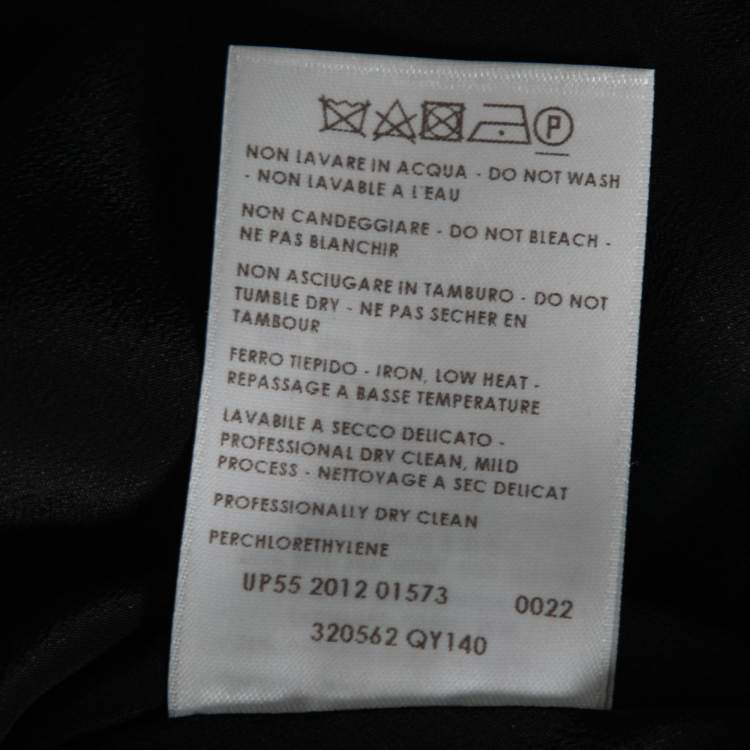 P
NON LAVARE IN ACQUA - DO NOT WASH
- NON LAVABLE A L'EAU
NON CANDEGGIARE - DO NOT BLEACH -
NE PAS BLANCHIR
NON ASCIUGARE IN TAMBURO - DO NOT
TUMBLE DRY - NE PAS SECHER EN
TAMBOUR
FERRO TIEPIDO - IRON, LOW HEAT -
REPASSAGE A BASSE TEMPERATURE
LAVABILE A SECCO DELICATO -
PROFESSIONAL DRY CLEAN, MILD
PROCESS - NETTOYAGE A SEC DELICAT
PROFESSIONALLY DRY CLEAN
PERCHLORETHYLENE
UP55 2012 01573 0022
320562 QY140